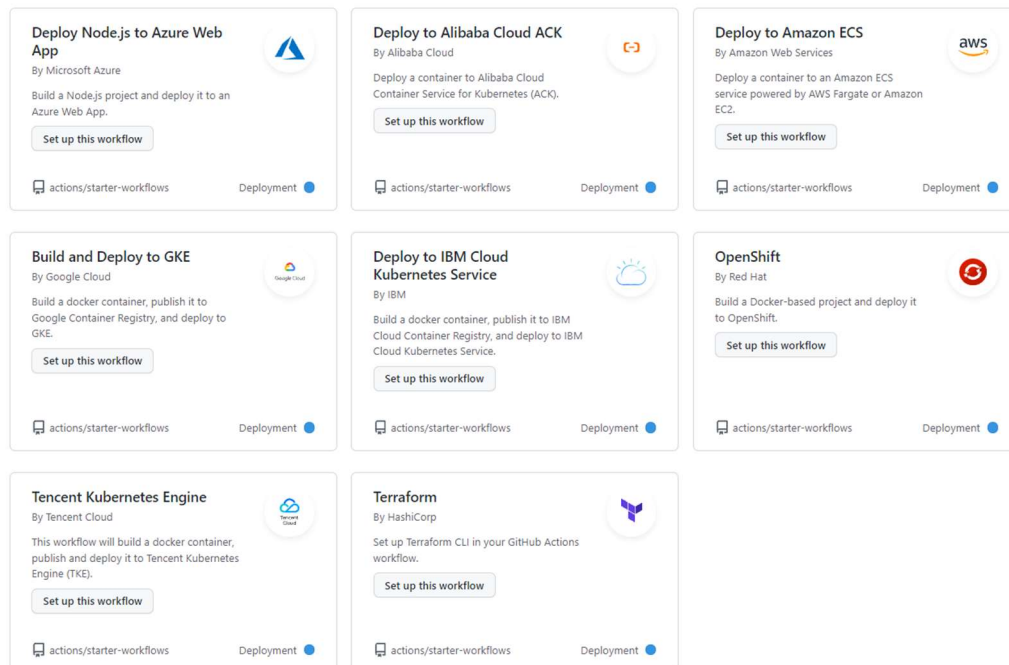 Deploy Node.js to Azure Web
App
By Microsoft Azure
Build a Node.js project and deploy it to an
Azure Web App.
Set up this workflow
actions/starter-workflows
Deployment
Deploy to Alibaba Cloud ACK
By Alibaba Cloud
Deploy a container to Alibaba Cloud
Container Service for Kubernetes (ACK).
Set up this workflow
actions/starter-workflows
Deployment
Deploy to Amazon ECS
By Amazon Web Services
aws
Deploy a container to an Amazon ECS
service powered by AWS Fargate or Amazon
EC2.
Set up this workflow
actions/starter-workflows
Deployment
Build and Deploy to GKE
By Google Cloud
Google Cloud
Build a docker container, publish it to
Google Container Registry, and deploy to
GKE.
Set up this workflow
actions/starter-workflows
Deployment
Deploy to IBM Cloud
Kubernetes Service
By IBM
Build a docker container, publish it to IBM
Cloud Container Registry, and deploy to IBM
Cloud Kubernetes Service.
Set up this workflow
actions/starter-workflows
Deployment
OpenShift
By Red Hat
Build a Docker-based project and deploy it
to OpenShift.
Set up this workflow
actions/starter-workflows
Deployment
Tencent Kubernetes Engine
By Tencent Cloud
Tencent
Cloud
This workflow will build a docker container,
publish and deploy it to Tencent Kubernetes
Engine (TKE).
Set up this workflow
actions/starter-workflows
Deployment
Terraform
By HashiCorp
Set up Terraform CLI in your GitHub Actions
workflow.
Set up this workflow
actions/starter-workflows
Deployment